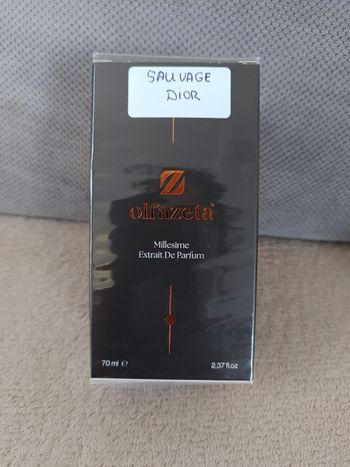 SAUVAGE
DIOR
olfazeta
Millesime
Extrait De Parfum
70 ml ℮
2.37 fl.oz